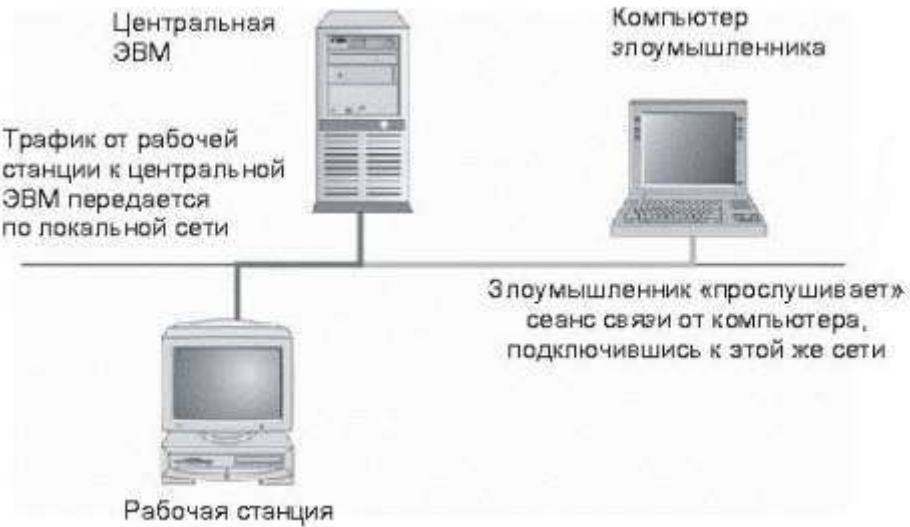 Центральная
ЭВМ
Компьютер
злоумышленника
Трафик от рабочей
станции к центральной
ЭВМ передается
по локальной сети
Злоумышленник «прослушивает»
сеанс связи от компьютера,
подключившись к этой же сети
Рабочая станция